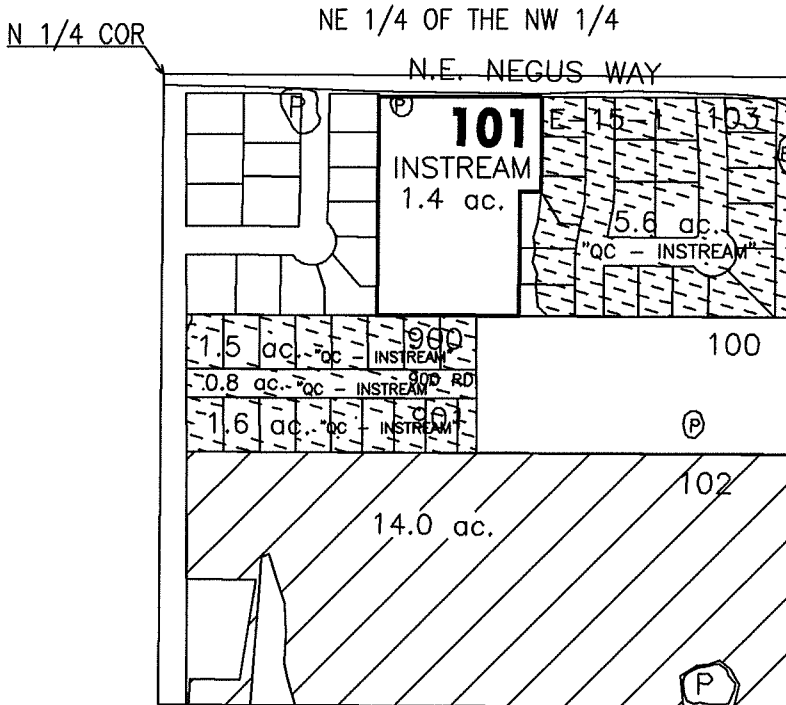 NE 1/4 OF THE NW 1/4
N 1/4 COR
N.E. NEGUS WAY
P
P
101
E-15-L 103
INSTREAM
1.4 ac.
5.6 ac.
"QC - INSTREAM"
900
1.5 ac. "QC - INSTREAM"
100
0.8 ac. "QC - INSTREAM" 900 RD
901
1.6 ac. "QC - INSTREAM"
P
102
14.0 ac.
P